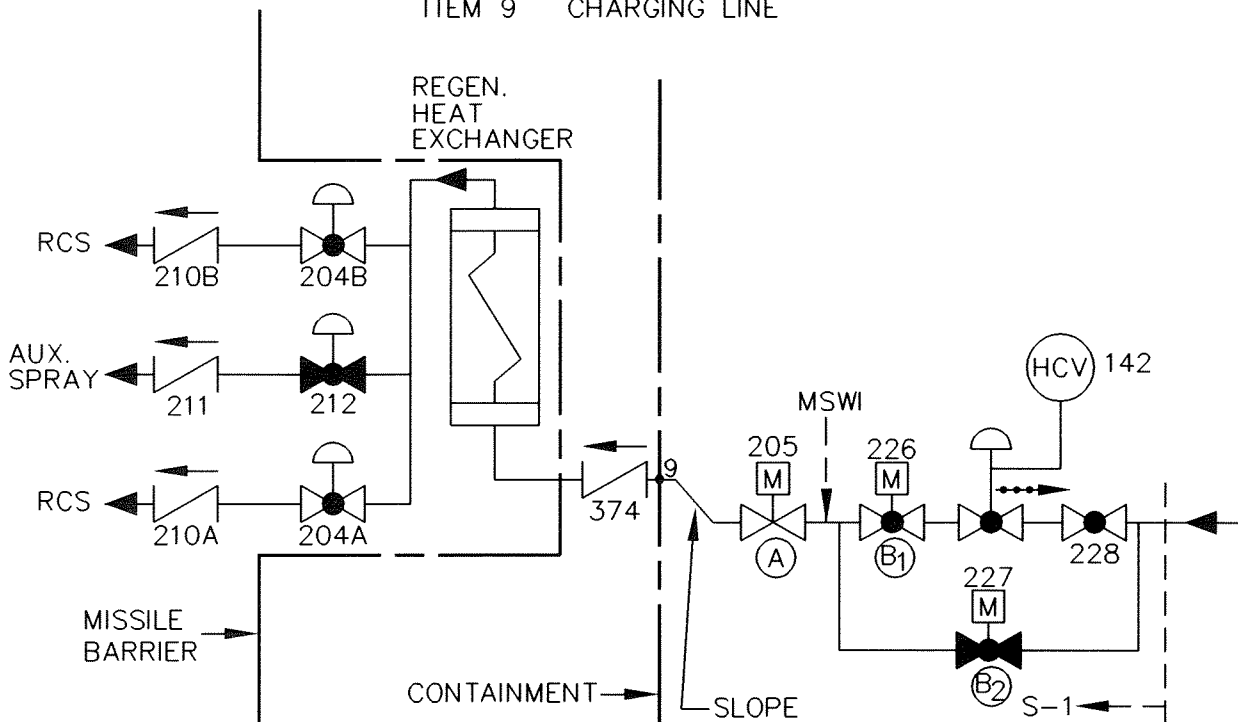 ITEM 9 CHARGING LINE
REGEN.
HEAT
EXCHANGER
RCS
210B
204B
AUX.
SPRAY
211
212
RCS
210A
204A
374
9
MSWI
205
M
A
226
M
B1
HCV
142
228
227
M
B2
MISSILE
BARRIER
CONTAINMENT
SLOPE
S-1